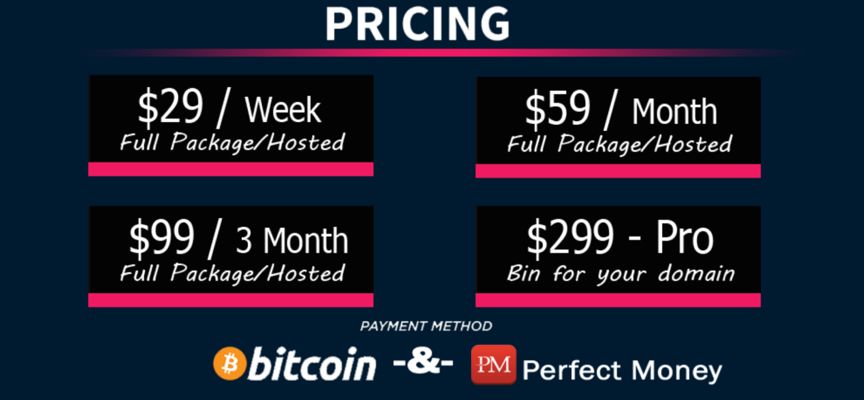 PRICING
$29 / Week
Full Package/Hosted
$59 / Month
Full Package/Hosted
$99 / 3 Month
Full Package/Hosted
$299 - Pro
Bin for your domain
PAYMENT METHOD
bitcoin -&- PM Perfect Money